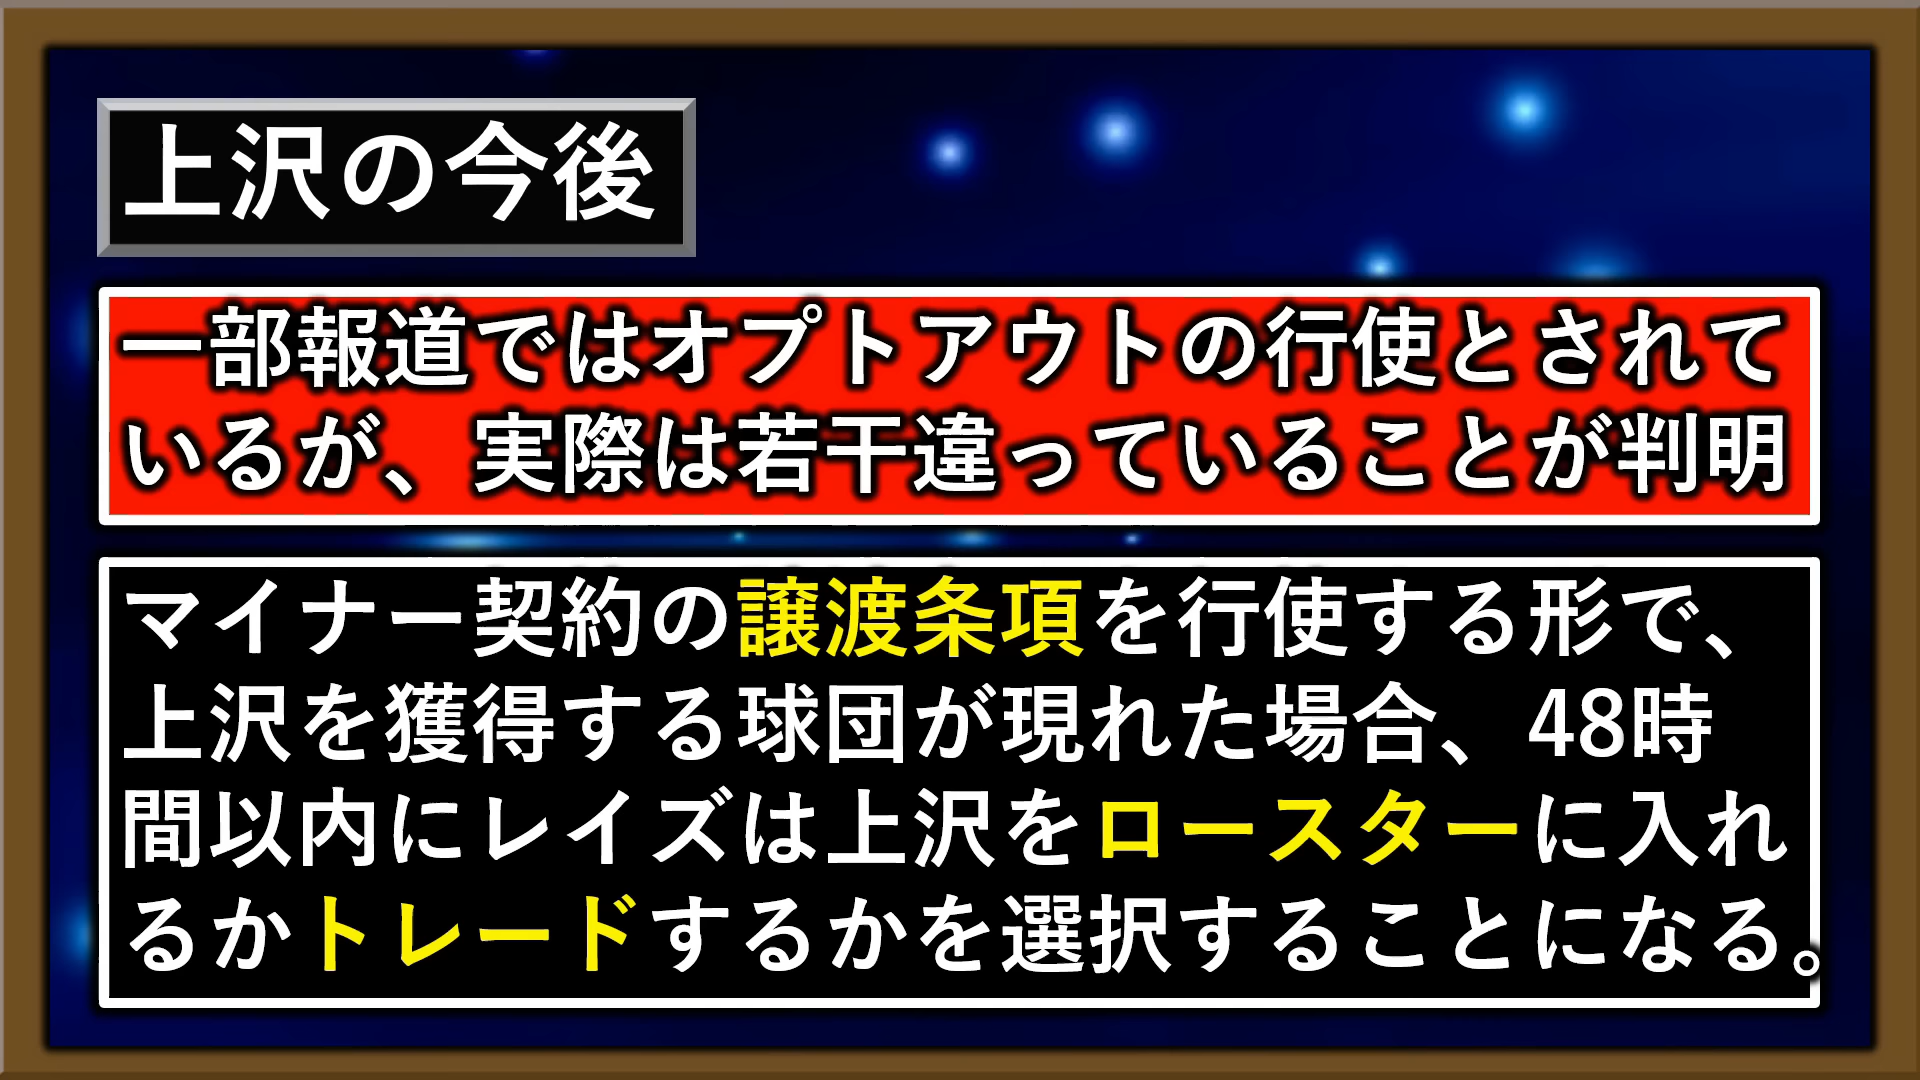 上沢の今後
一部報道ではオプトアウトの行使とされて
いるが、実際は若干違っていることが判明
マイナー契約の譲渡条項を行使する形で、
上沢を獲得する球団が現れた場合、48時
間以内にレイズは上沢をロースターに入れ
るかトレードするかを選択することになる。